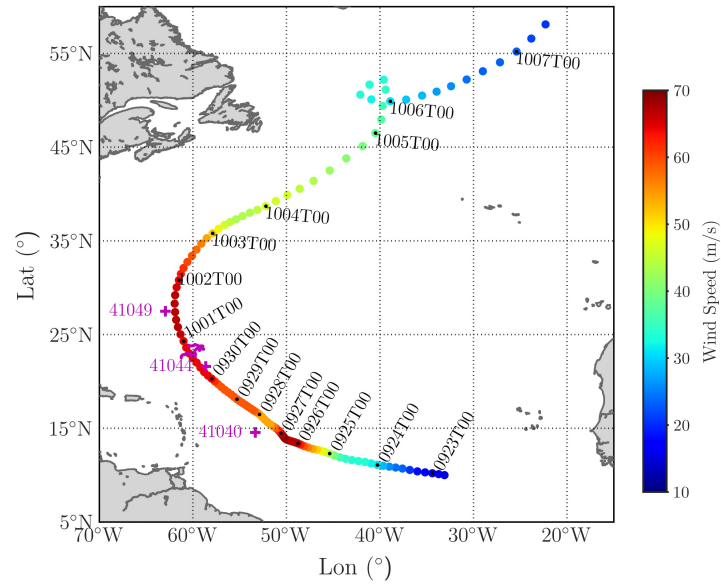 55°N
45°N
35°N
25°N
15°N
5°N
Lat (°)
70°W 60°W 50°W 40°W 30°W 20°W
Lon (°)
1007T00
1006T00
1005T00
1004T00
1003T00
1002T00
1001T00
0930T00
0929T00
0928T00
0927T00
0926T00
0925T00
0924T00
0923T00
41049
41044
41040
70
60
50
40
30
20
10
Wind Speed (m/s)